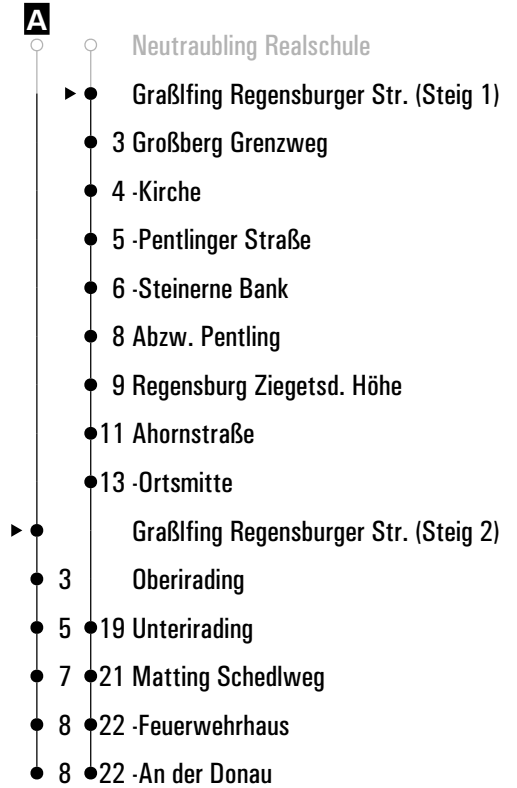 A
Neutraubling Realschule
Graßlfing Regensburger Str. (Steig 1)
3 Großberg Grenzweg
4 -Kirche
5 -Pentlinger Straße
6 -Steinerne Bank
8 Abzw. Pentling
9 Regensburg Ziegetsd. Höhe
11 Ahornstraße
13 -Ortsmitte
Graßlfing Regensburger Str. (Steig 2)
3 Oberirading
5 19 Unterirading
7 21 Matting Schedlweg
8 22 -Feuerwehrhaus
8 22 -An der Donau